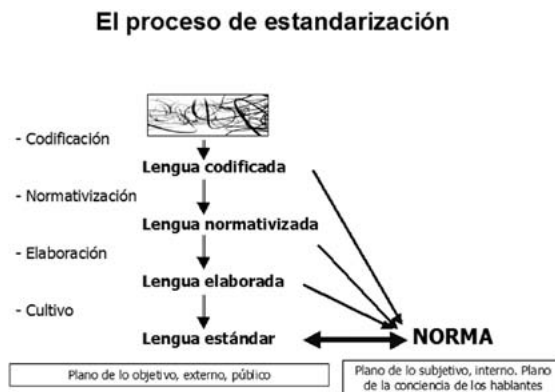 El proceso de estandarización
- Codificación
Lengua codificada
- Normativización
Lengua normativizada
- Elaboración
Lengua elaborada
- Cultivo
Lengua estándar
NORMA
Plano de lo objetivo, externo, público
Plano de lo subjetivo, interno. Plano
de la conciencia de los hablantes